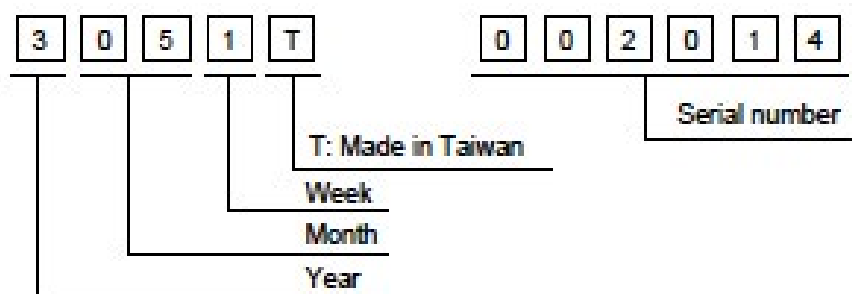 3 0 5 1 T 0 0 2 0 1 4
Serial number
T: Made in Taiwan
Week
Month
Year